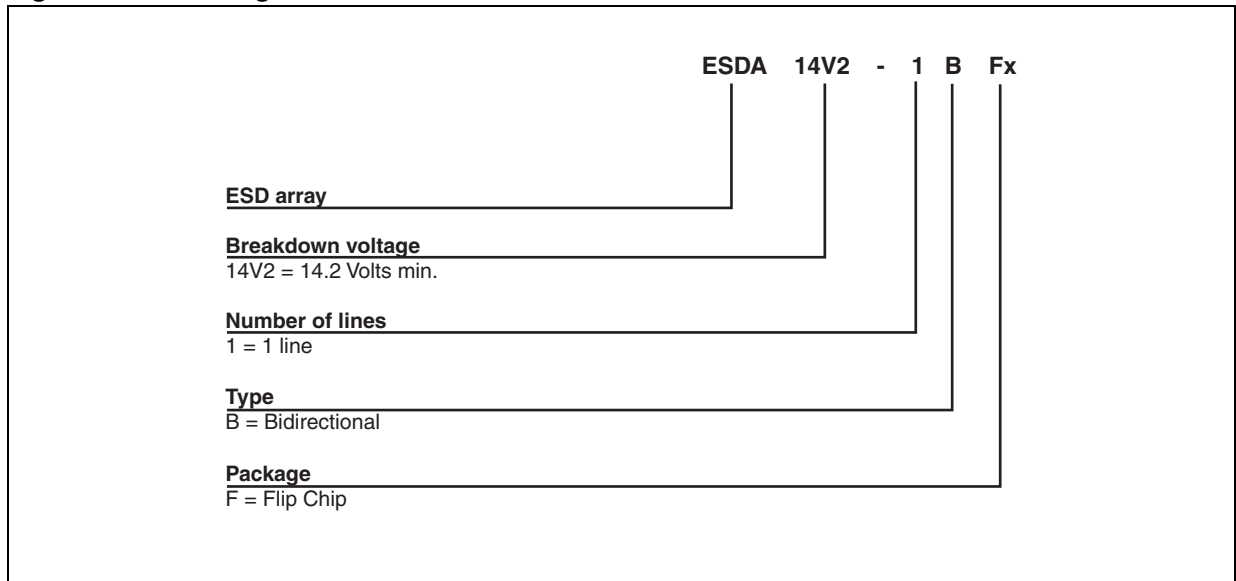 ESDA 14V2 - 1 B Fx
ESD array
Breakdown voltage
14V2 = 14.2 Volts min.
Number of lines
1 = 1 line
Type
B = Bidirectional
Package
F = Flip Chip